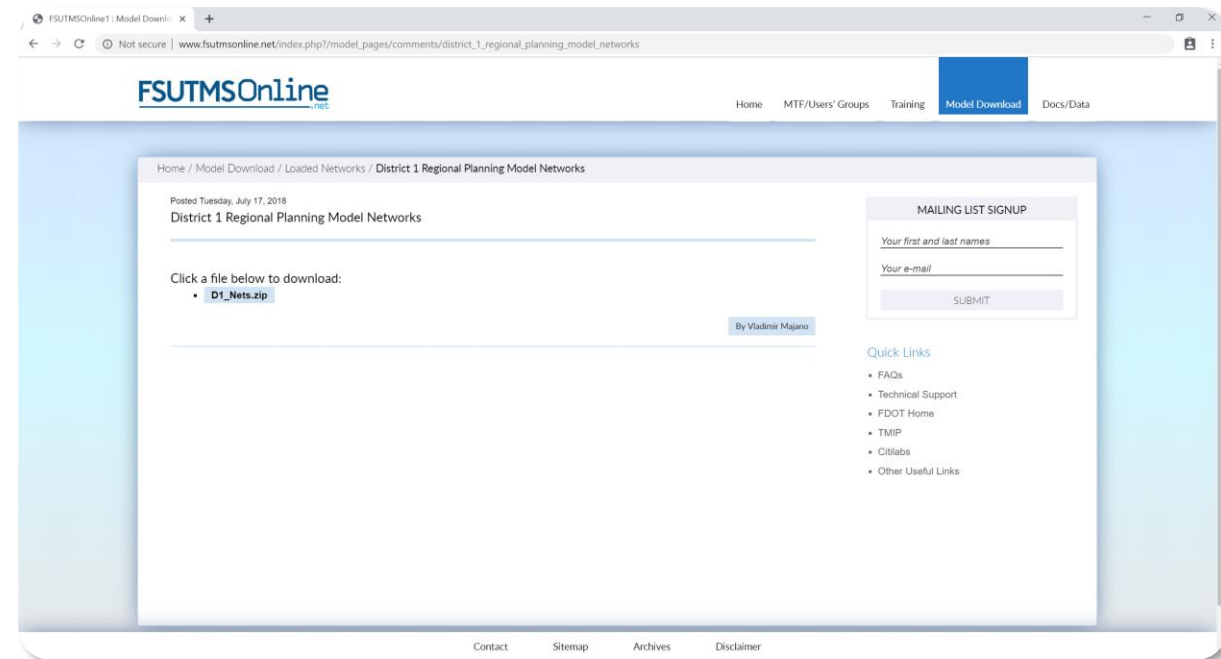 FSUTMSOnline1 : Model Downlo
Not secure | www.fsutmsonline.net/index.php?/model_pages/comments/district_1_regional_planning_model_networks
FSUTMSOnline
.net
Home MTF/Users' Groups Training Model Download Docs/Data
Home / Model Download / Loaded Networks / District 1 Regional Planning Model Networks
Posted Tuesday, July 17, 2018
District 1 Regional Planning Model Networks
Click a file below to download:
• D1_Nets.zip
By Vladimir Majano
MAILING LIST SIGNUP
Your first and last names
Your e-mail
SUBMIT
Quick Links
• FAQs
• Technical Support
• FDOT Home
• TMIP
• Citilabs
• Other Useful Links
Contact Sitemap Archives Disclaimer